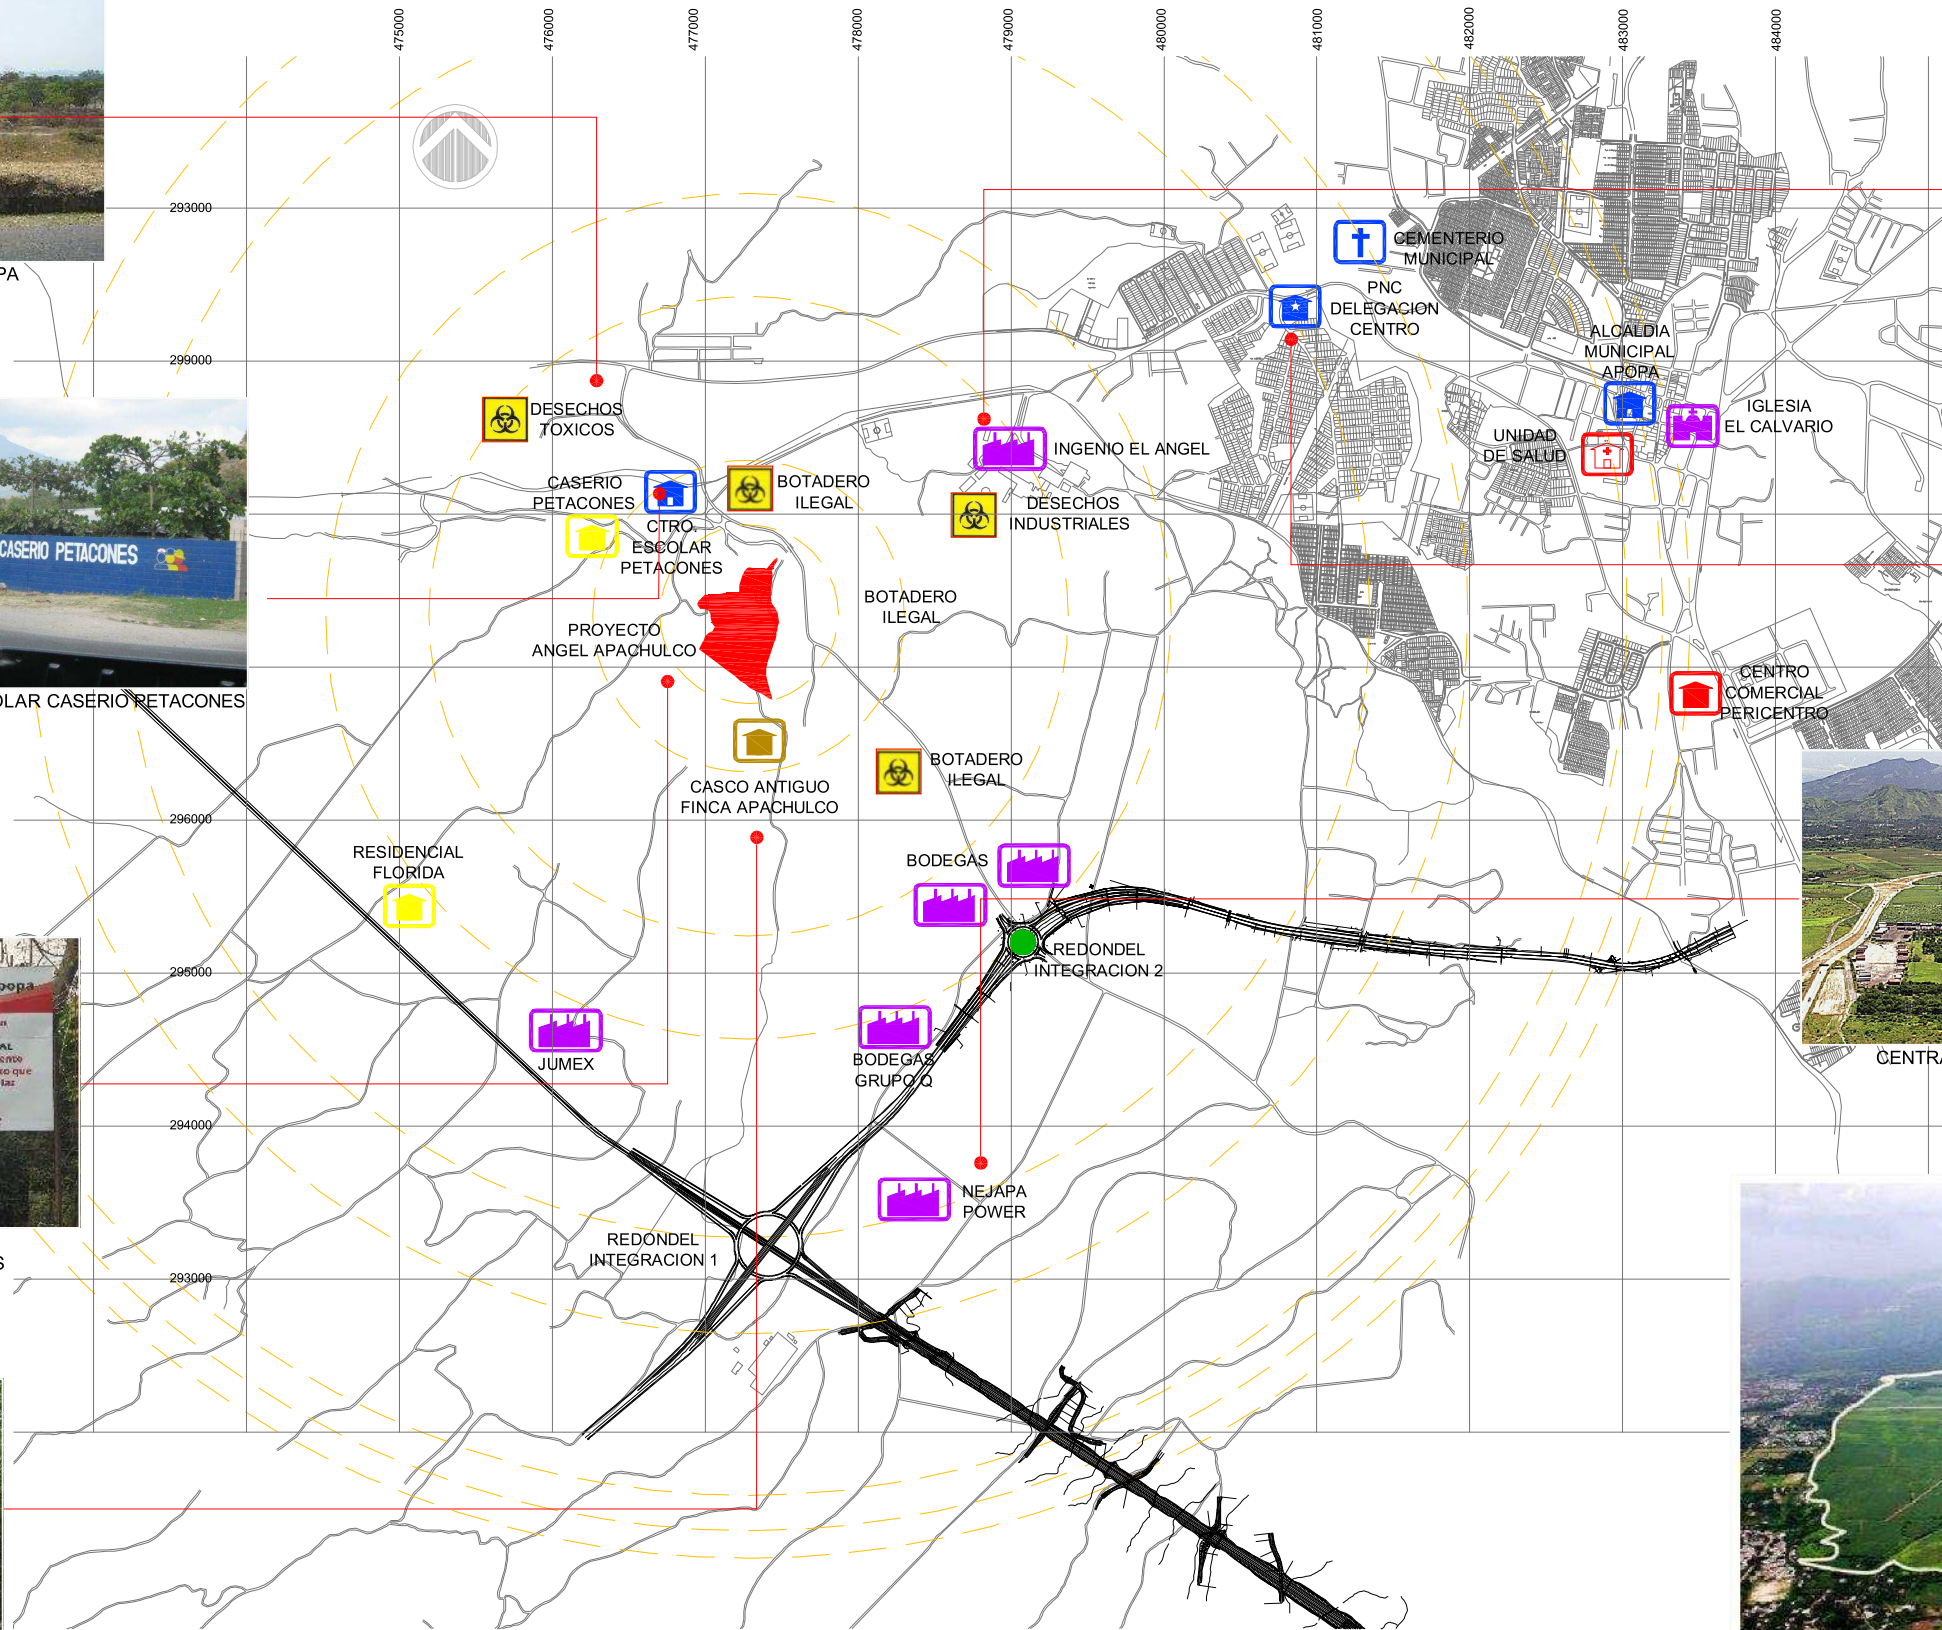 475000
476000
477000
478000
479000
480000
481000
482000
483000
484000
293000
299000
296000
295000
294000
293000
PA
CASERIO PETACONES
OLAR CASERIO PETACONES
popa
AL
CEMENTERIO
MUNICIPAL
PNC
DELEGACION
CENTRO
ALCALDIA
MUNICIPAL
APOPA
IGLESIA
EL CALVARIO
UNIDAD
DE SALUD
DESECHOS
TOXICOS
INGENIO EL ANGEL
CASERIO
PETACONES
BOTADERO
ILEGAL
DESECHOS
INDUSTRIALES
CTRO.
ESCOLAR
PETACONES
BOTADERO
ILEGAL
PROYECTO
ANGEL APACHULCO
CENTRO
COMERCIAL
PERICENTRO
CASCO ANTIGUO
FINCA APACHULCO
BOTADERO
ILEGAL
RESIDENCIAL
FLORIDA
BODEGAS
REDONDEL
INTEGRACION 2
JUMEX
BODEGAS
GRUPO Q
CENTRA
NEJAPA
POWER
REDONDEL
INTEGRACION 1
S